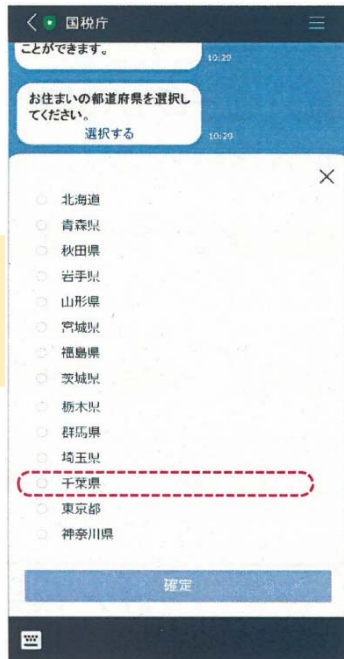 国税庁
ことができます。
10:29
お住まいの都道府県を選択し
てください。
選択する
10:29
北海道
青森県
秋田県
岩手県
山形県
宮城県
福島県
茨城県
栃木県
群馬県
埼玉県
千葉県
東京都
神奈川県
確定